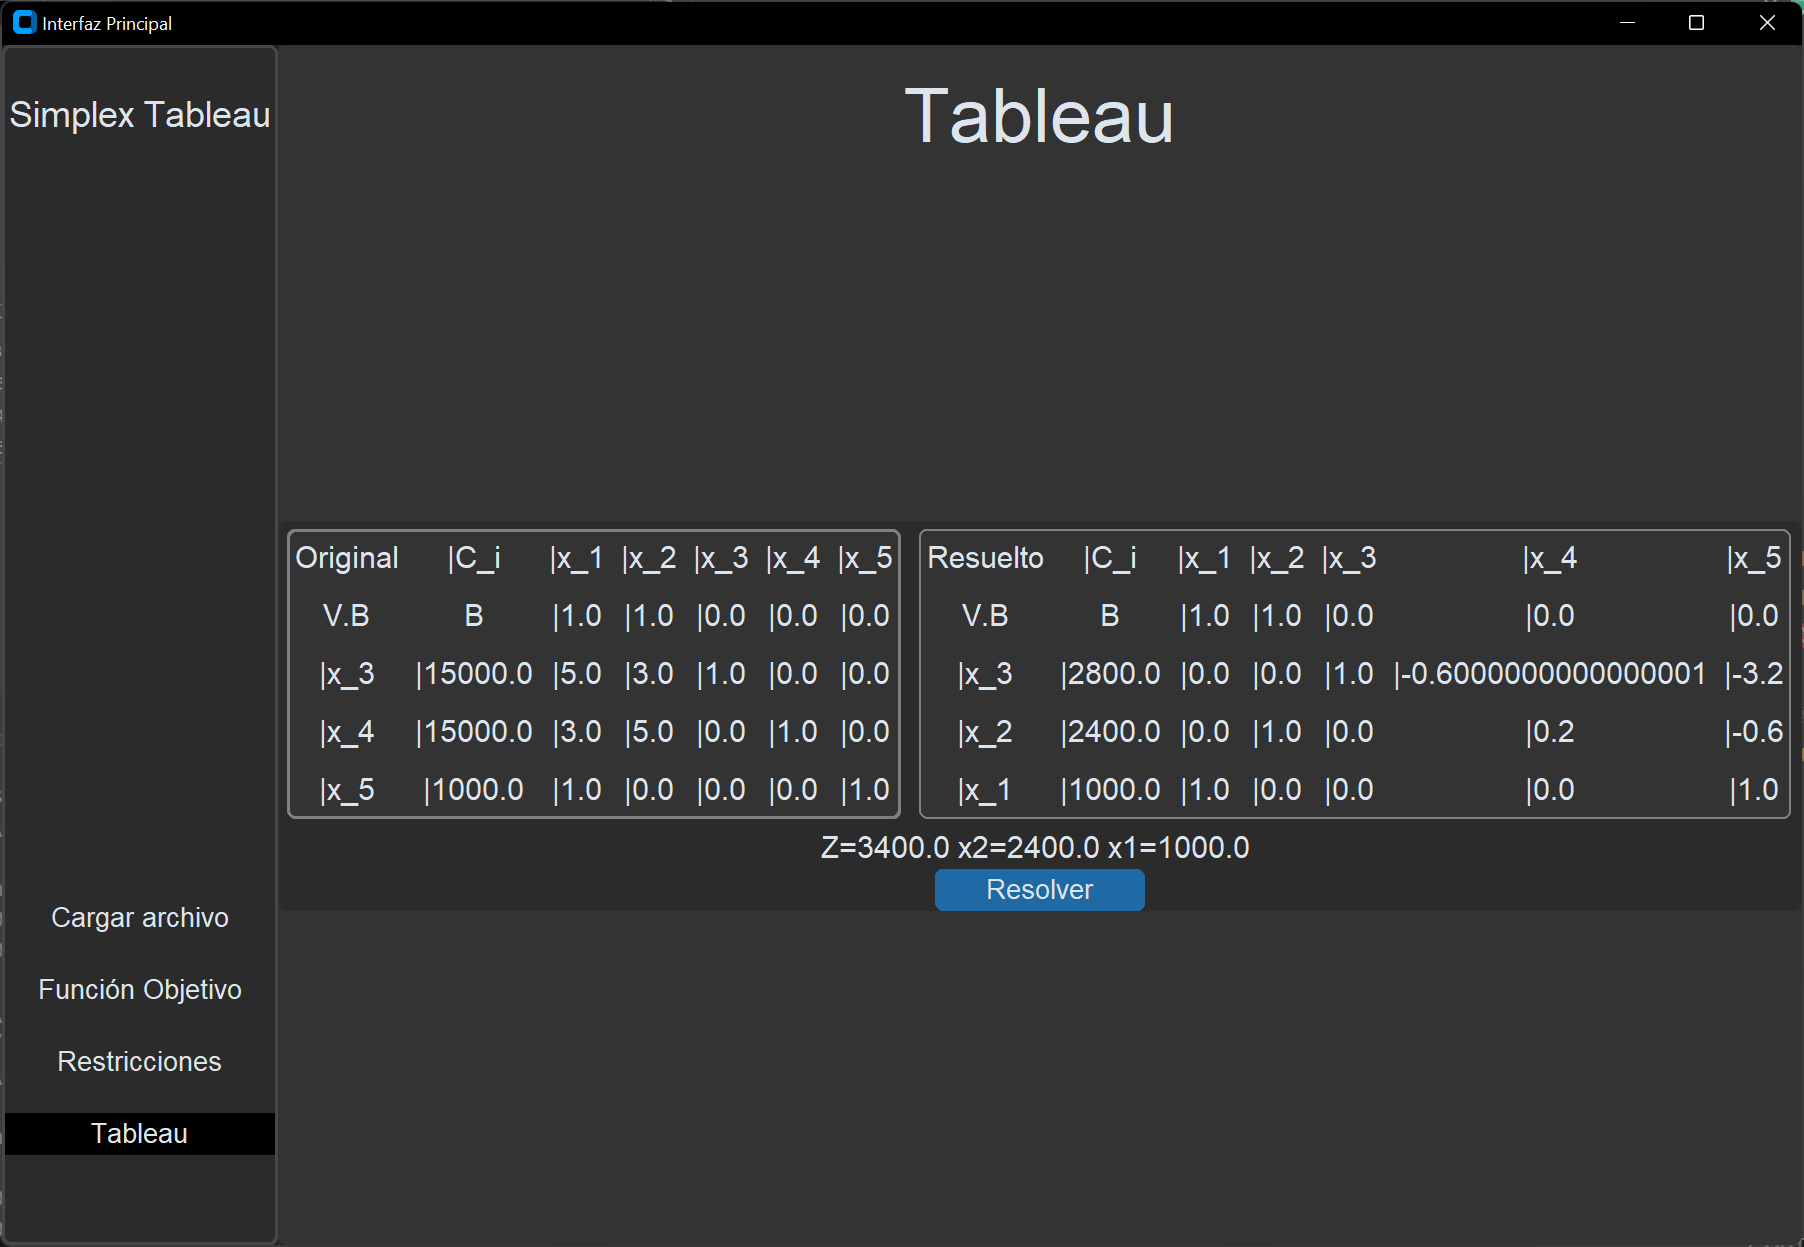 Interfaz Principal
Simplex Tableau
Tableau
Original |C_i |x_1 |x_2 |x_3 |x_4 |x_5
V.B B |1.0 |1.0 |0.0 |0.0 |0.0
|x_3 |15000.0 |5.0 |3.0 |1.0 |0.0 |0.0
|x_4 |15000.0 |3.0 |5.0 |0.0 |1.0 |0.0
|x_5 |1000.0 |1.0 |0.0 |0.0 |0.0 |1.0
Resuelto |C_i |x_1 |x_2 |x_3 |x_4 |x_5
V.B B |1.0 |1.0 |0.0 |0.0 |0.0
|x_3 |2800.0 |0.0 |0.0 |1.0 |-0.6000000000000001 |-3.2
|x_2 |2400.0 |0.0 |1.0 |0.0 |0.2 |-0.6
|x_1 |1000.0 |1.0 |0.0 |0.0 |0.0 |1.0
Z=3400.0 x2=2400.0 x1=1000.0
Resolver
Cargar archivo
Función Objetivo
Restricciones
Tableau